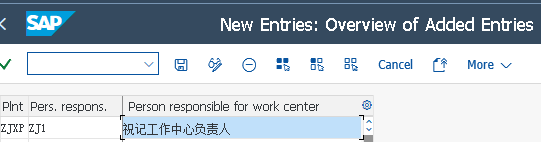 SAP
New Entries: Overview of Added Entries
Cancel
More
Plnt Pers. respons. Person responsible for work center
ZJXP ZJ1 祝记工作中心负责人